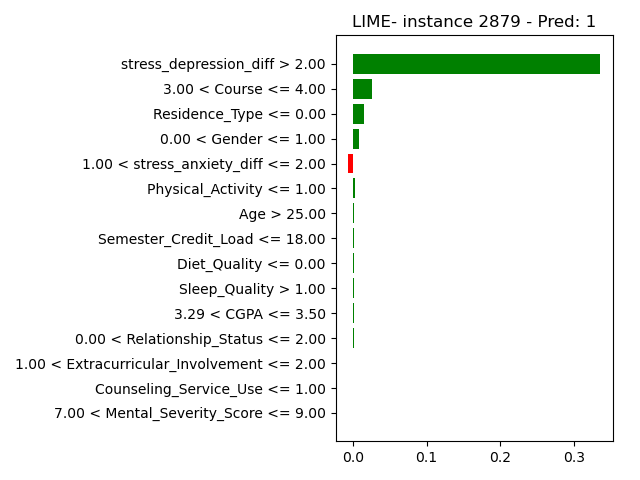 LIME- instance 2879 - Pred: 1
stress_depression_diff > 2.00
3.00 < Course <= 4.00
Residence_Type <= 0.00
0.00 < Gender <= 1.00
1.00 < stress_anxiety_diff <= 2.00
Physical_Activity <= 1.00
Age > 25.00
Semester_Credit_Load <= 18.00
Diet_Quality <= 0.00
Sleep_Quality > 1.00
3.29 < CGPA <= 3.50
0.00 < Relationship_Status <= 2.00
1.00 < Extracurricular_Involvement <= 2.00
Counseling_Service_Use <= 1.00
7.00 < Mental_Severity_Score <= 9.00
0.0 0.1 0.2 0.3